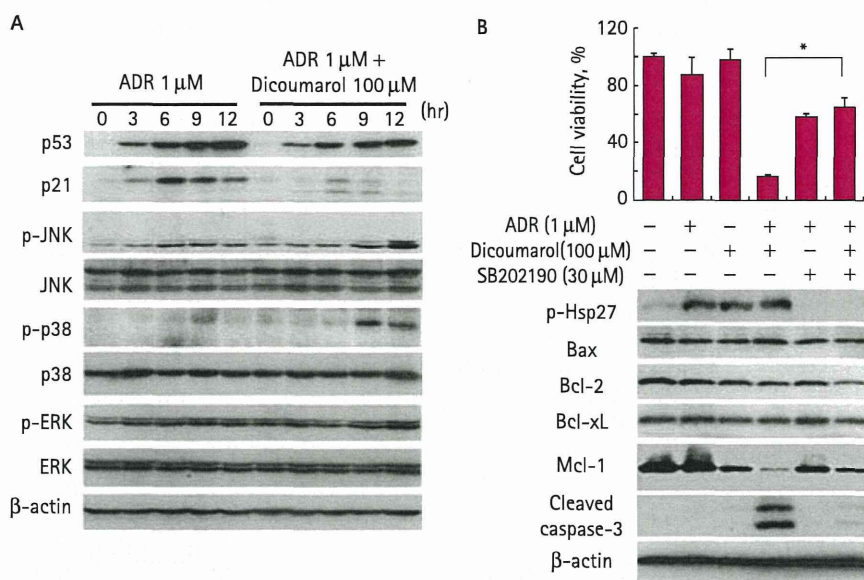 A
ADR 1 µM
ADR 1 µM +
Dicoumarol 100 µM
0 3 6 9 12 0 3 6 9 12 (hr)
p53
p21
p-JNK
JNK
p-p38
p38
p-ERK
ERK
β-actin
B
Cell viability, %
120
80
40
0
*
ADR (1 µM) − + − + − +
Dicoumarol(100 µM) − − + + − +
SB202190 (30 µM) − − − − + +
p-Hsp27
Bax
Bcl-2
Bcl-xL
Mcl-1
Cleaved
caspase-3
β-actin